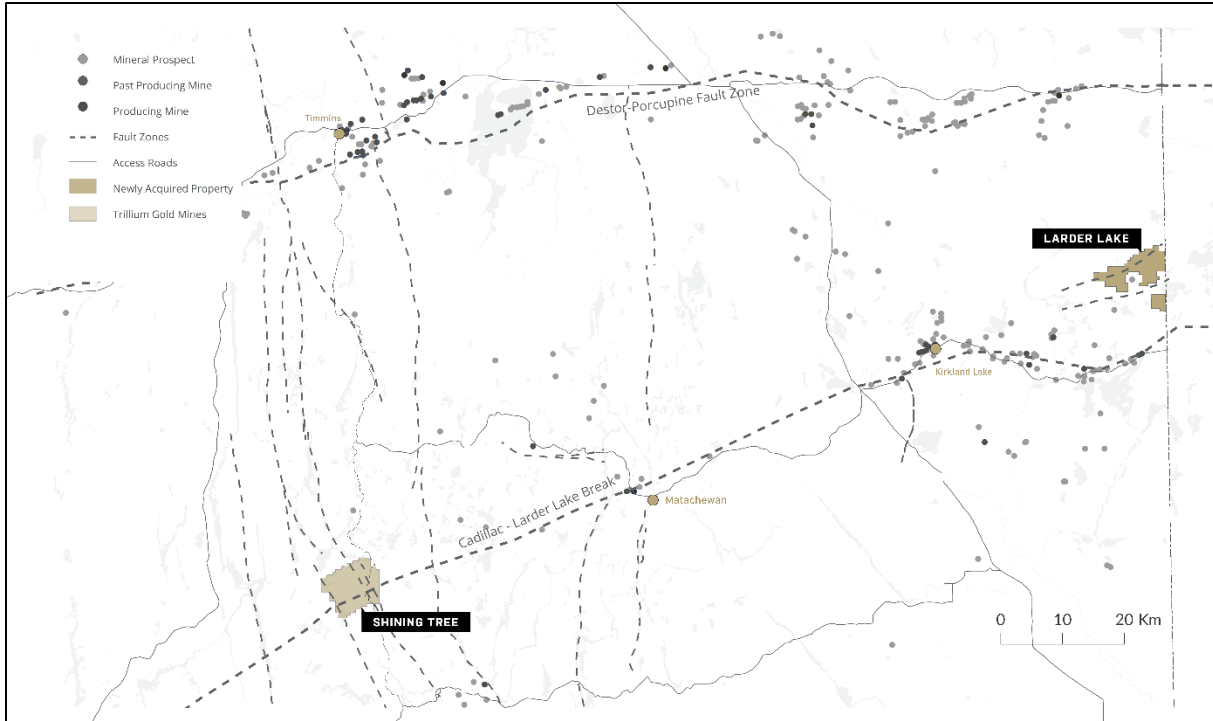 Mineral Prospect
Past Producing Mine
Producing Mine
Fault Zones
Access Roads
Newly Acquired Property
Trillium Gold Mines
Timmins
Destor-Porcupine Fault Zone
LARDER LAKE
Kirkland Lake
Cadillac - Larder Lake Break
Matachewan
SHINING TREE
0 10 20 Km